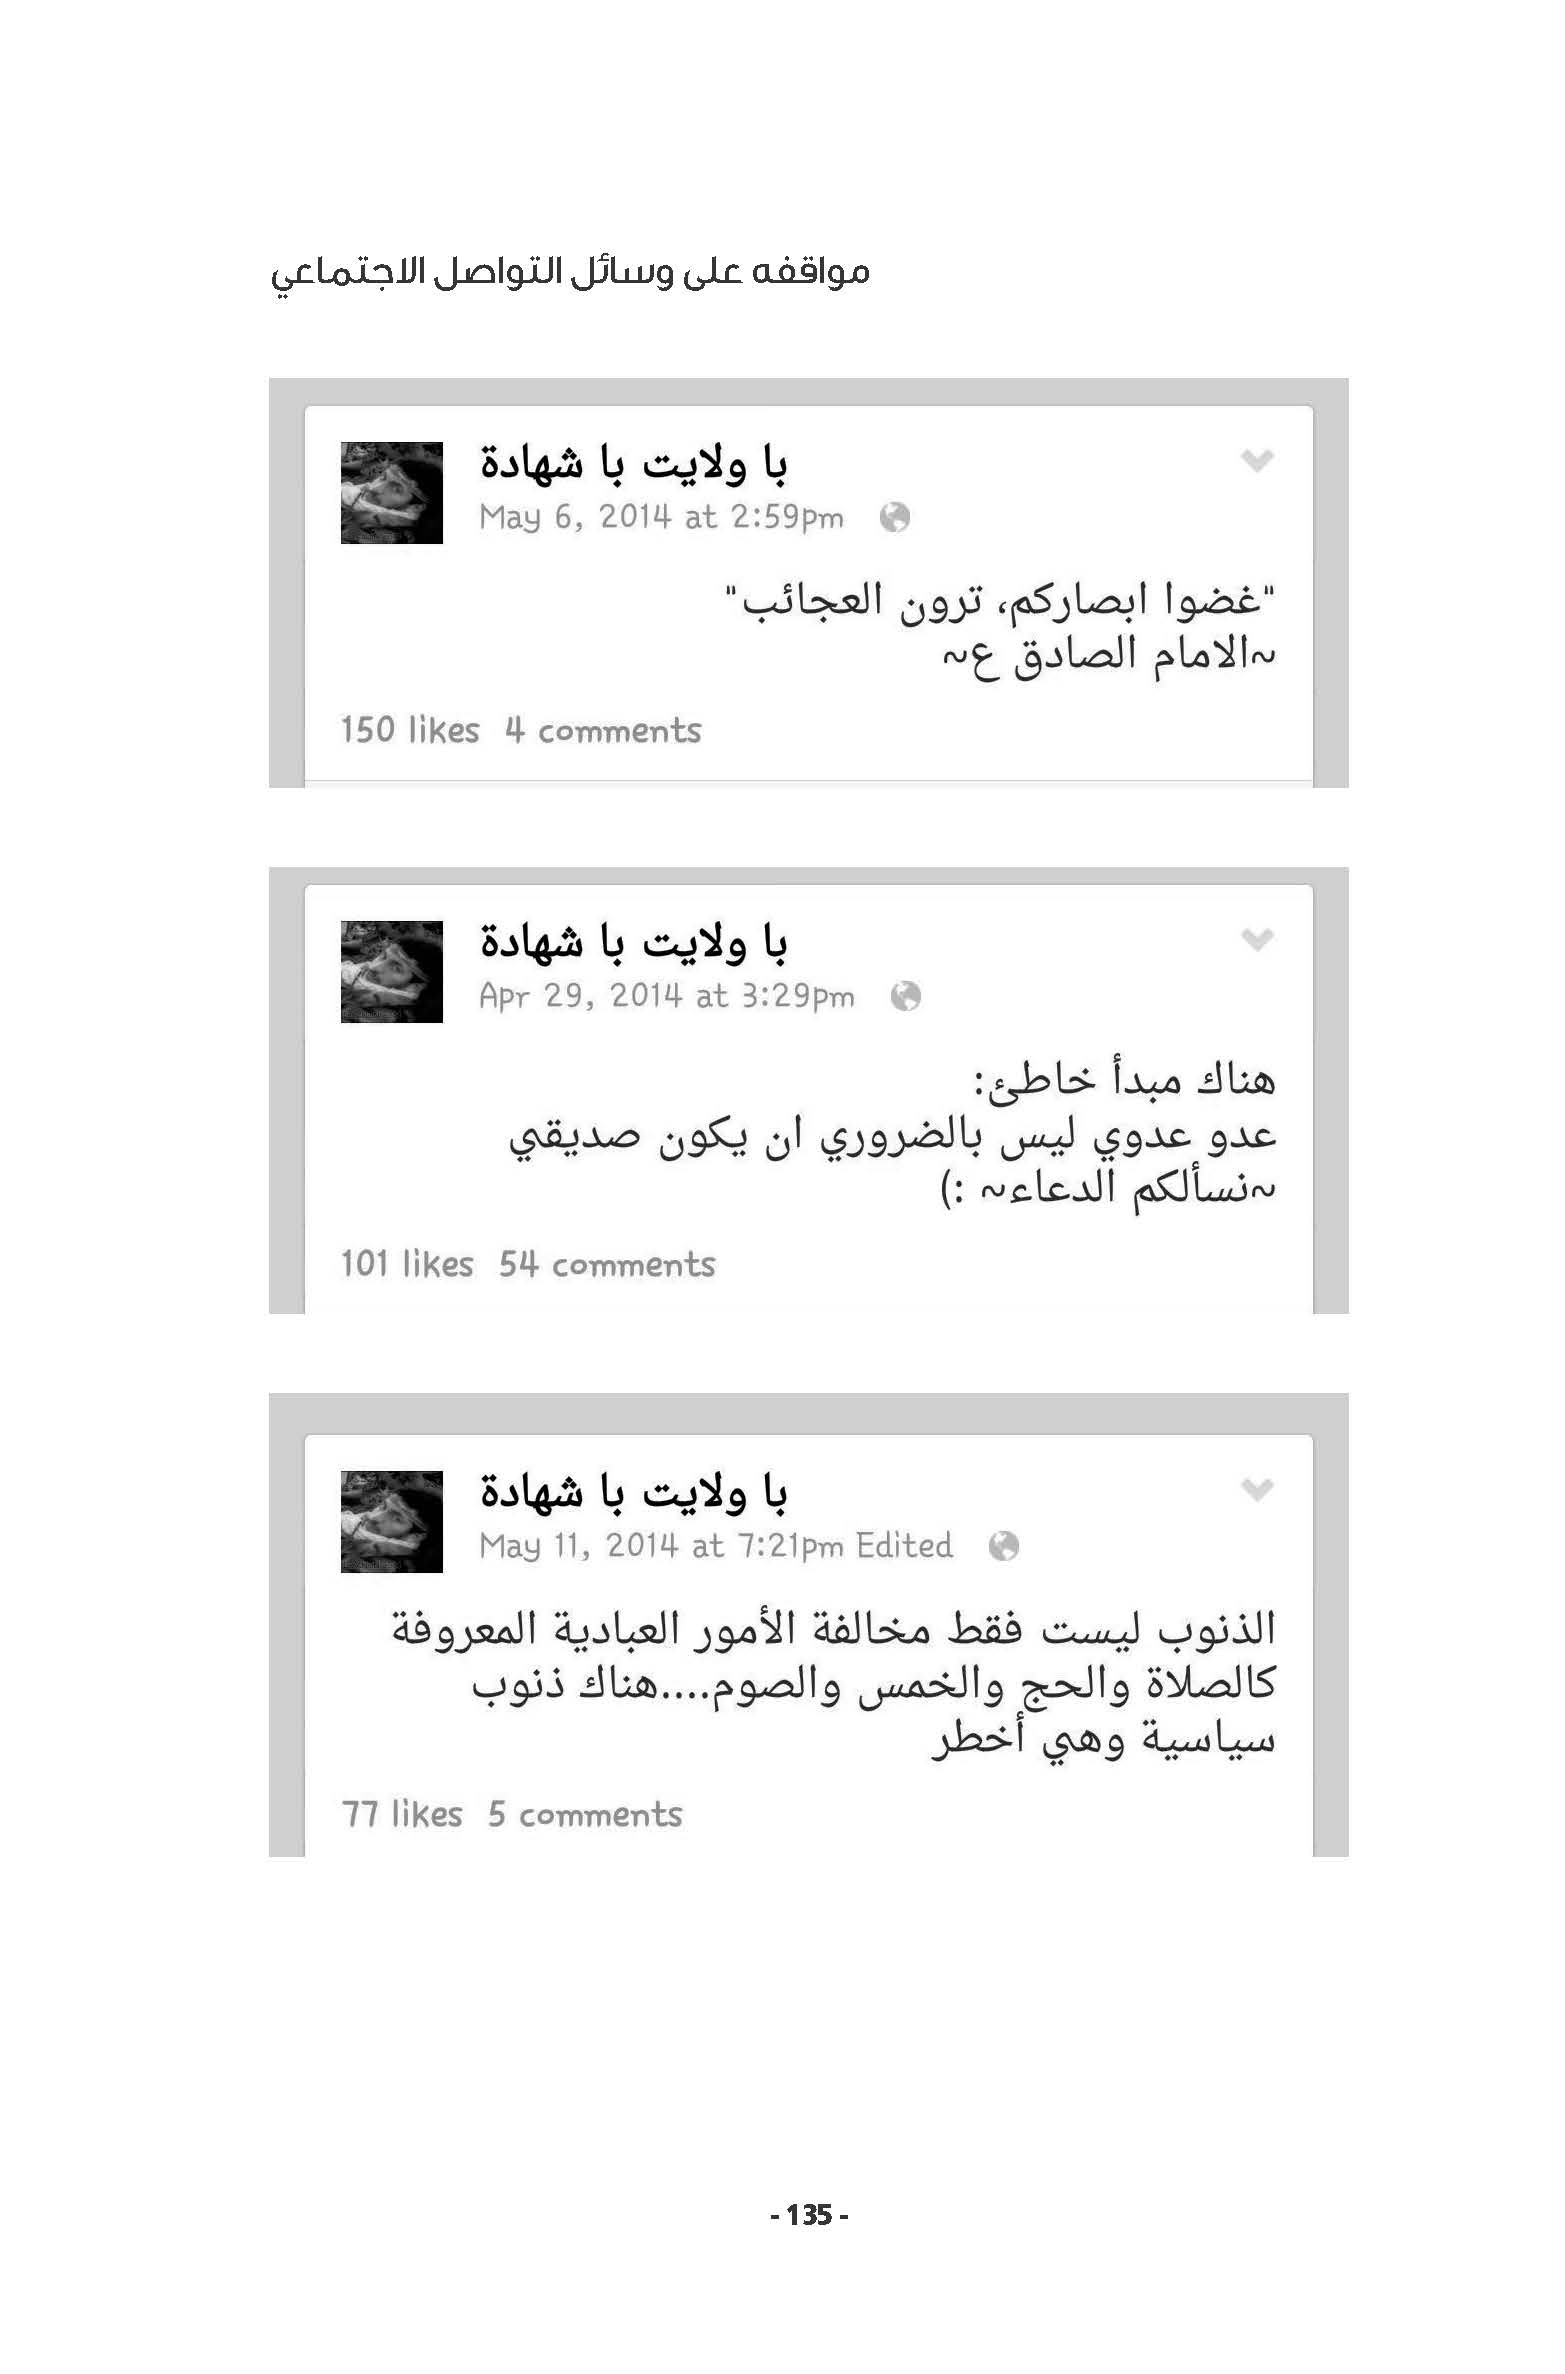 مواقفه على وسائل التواصل الاجتماعي
با ولايت با شهادة
May 6, 2014 at 2:59pm
"غضوا ابصاركم، ترون العجائب"
~الامام الصادق ع~
150 likes 4 comments
با ولايت با شهادة
Apr 29, 2014 at 3:29pm
هناك مبدأ خاطئ:
عدو عدوي ليس بالضروري ان يكون صديقي
~نسألكم الدعاء~ :)
101 likes 54 comments
با ولايت با شهادة
May 11, 2014 at 7:21pm Edited
الذنوب ليست فقط مخالفة الأمور العبادية المعروفة
كالصلاة والحج والخمس والصوم....هناك ذنوب
سياسية وهي أخطر
77 likes 5 comments
- 135 -